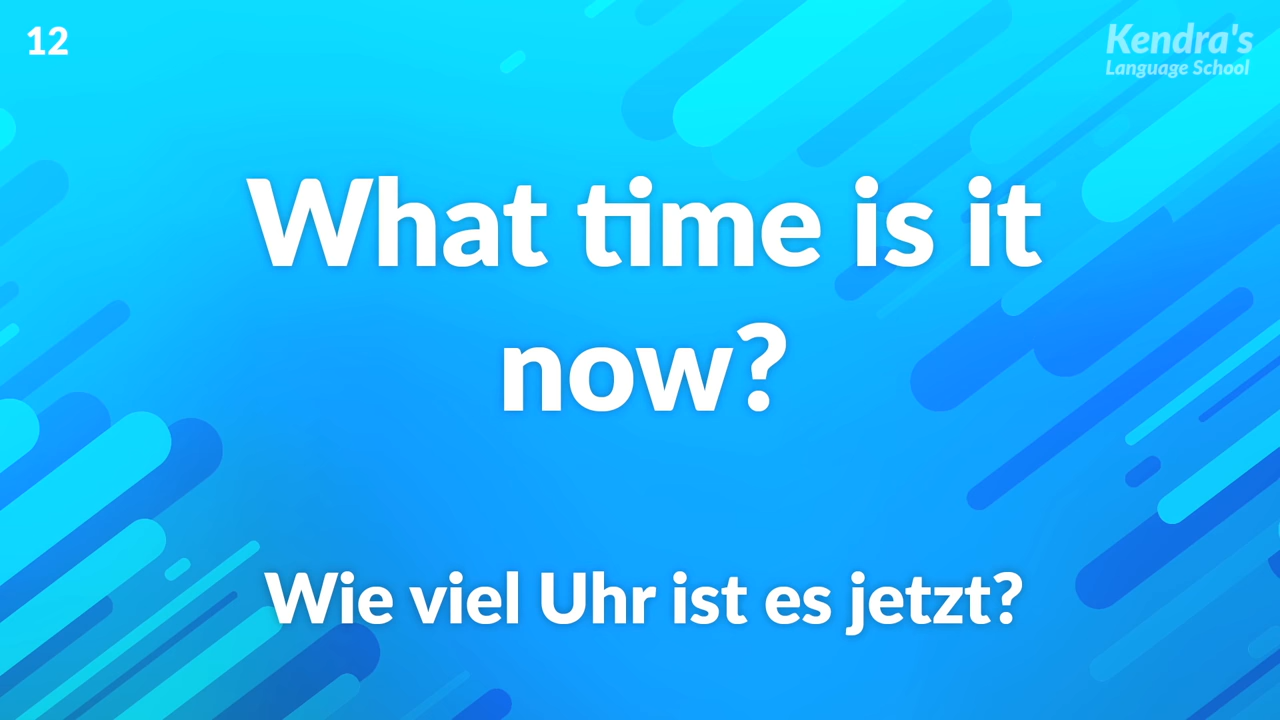 12
Kendra's
Language School
What time is it
now?
Wie viel Uhr ist es jetzt?